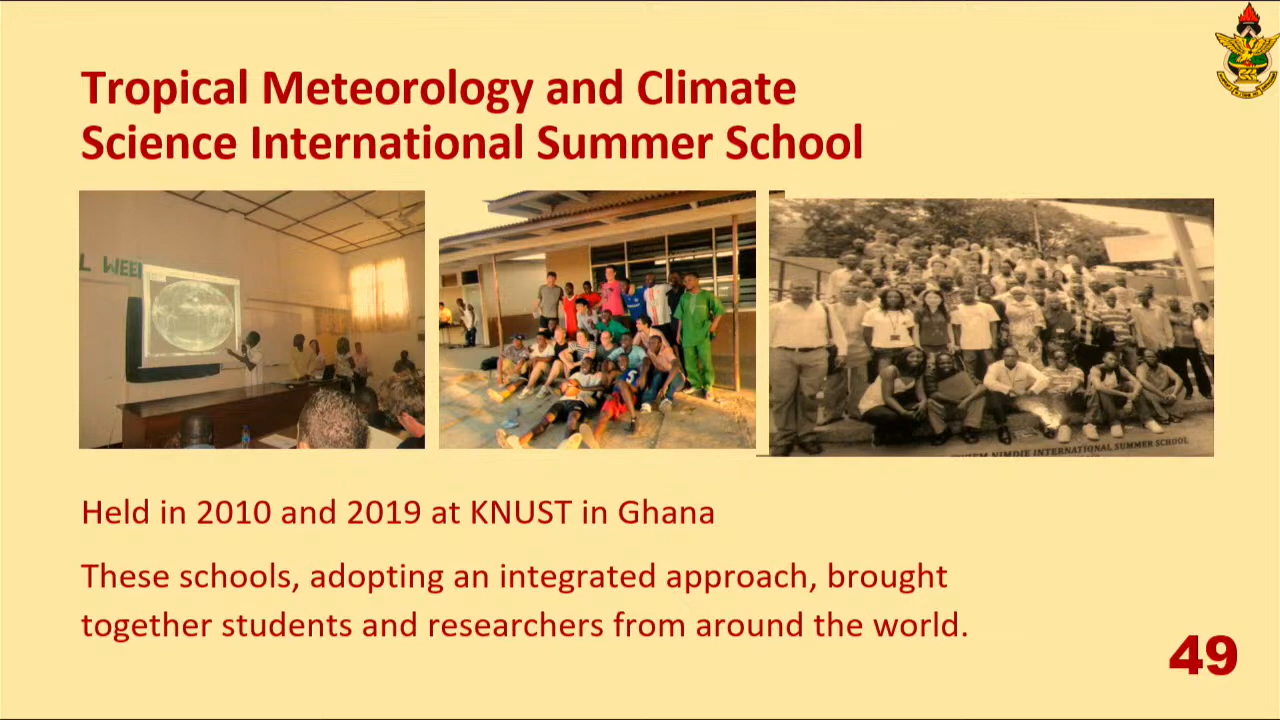 Tropical Meteorology and Climate
Science International Summer School
L WEE
INTERNATIONAL SUMMER SCHOOL
Held in 2010 and 2019 at KNUST in Ghana
These schools, adopting an integrated approach, brought
together students and researchers from around the world.
49